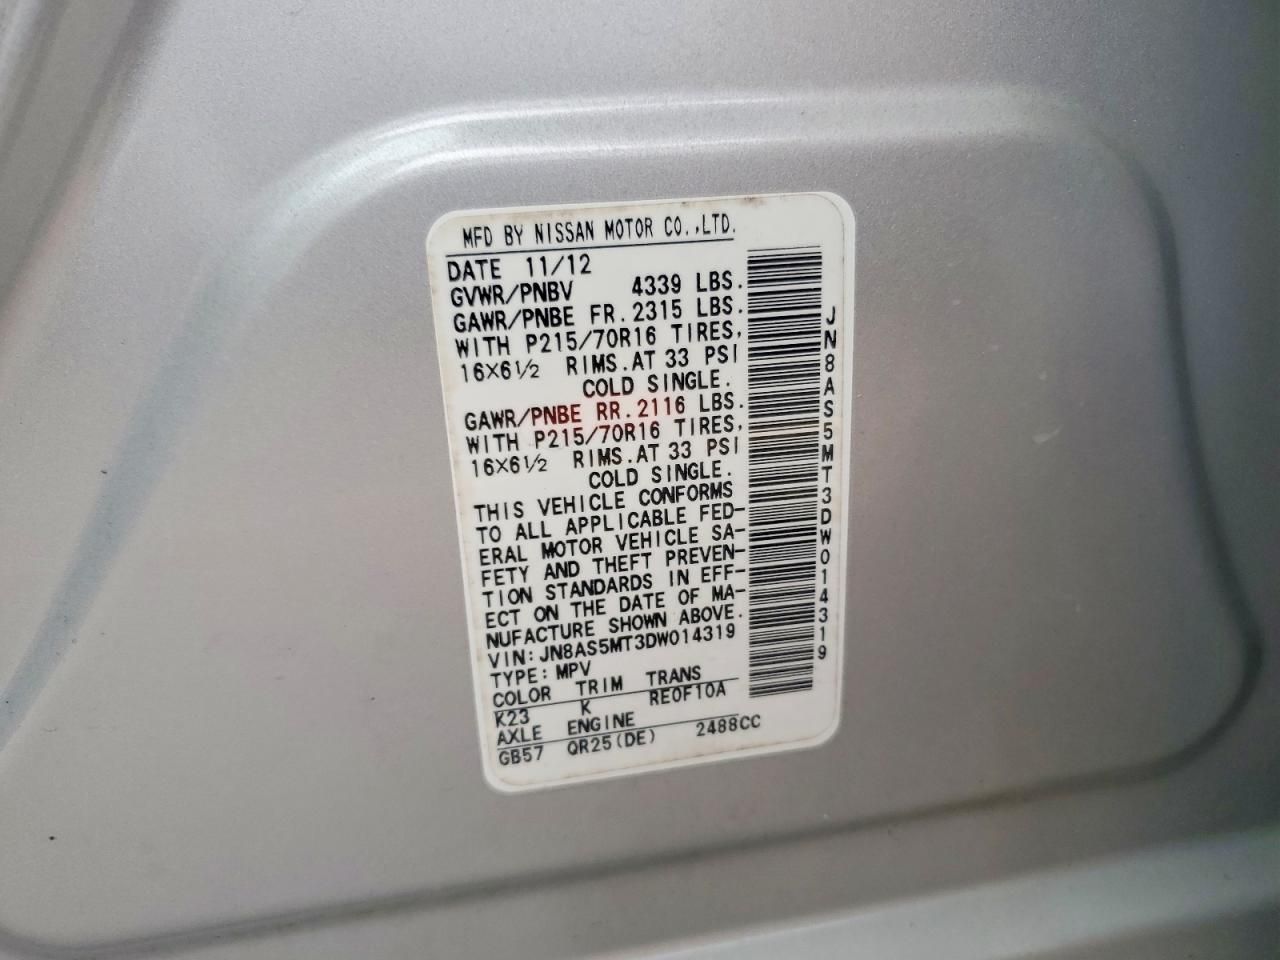 MFD BY NISSAN MOTOR CO.,LTD.
DATE 11/12
GVWR/PNBV 4339 LBS.
GAWR/PNBE FR.2315 LBS.
WITH P215/70R16 TIRES,
16X6½ RIMS.AT 33 PSI
COLD SINGLE.
GAWR/PNBE RR.2116 LBS.
WITH P215/70R16 TIRES,
16X6½ RIMS.AT 33 PSI
COLD SINGLE.
THIS VEHICLE CONFORMS
TO ALL APPLICABLE FED-
ERAL MOTOR VEHICLE SA-
FETY AND THEFT PREVEN-
TION STANDARDS IN EFF-
ECT ON THE DATE OF MA-
NUFACTURE SHOWN ABOVE.
VIN:JN8AS5MT3DW014319
TYPE:MPV
COLOR TRIM TRANS
K23 K RE0F10A
AXLE ENGINE
GB57 QR25(DE) 2488CC
JN8AS5MT3DW014319